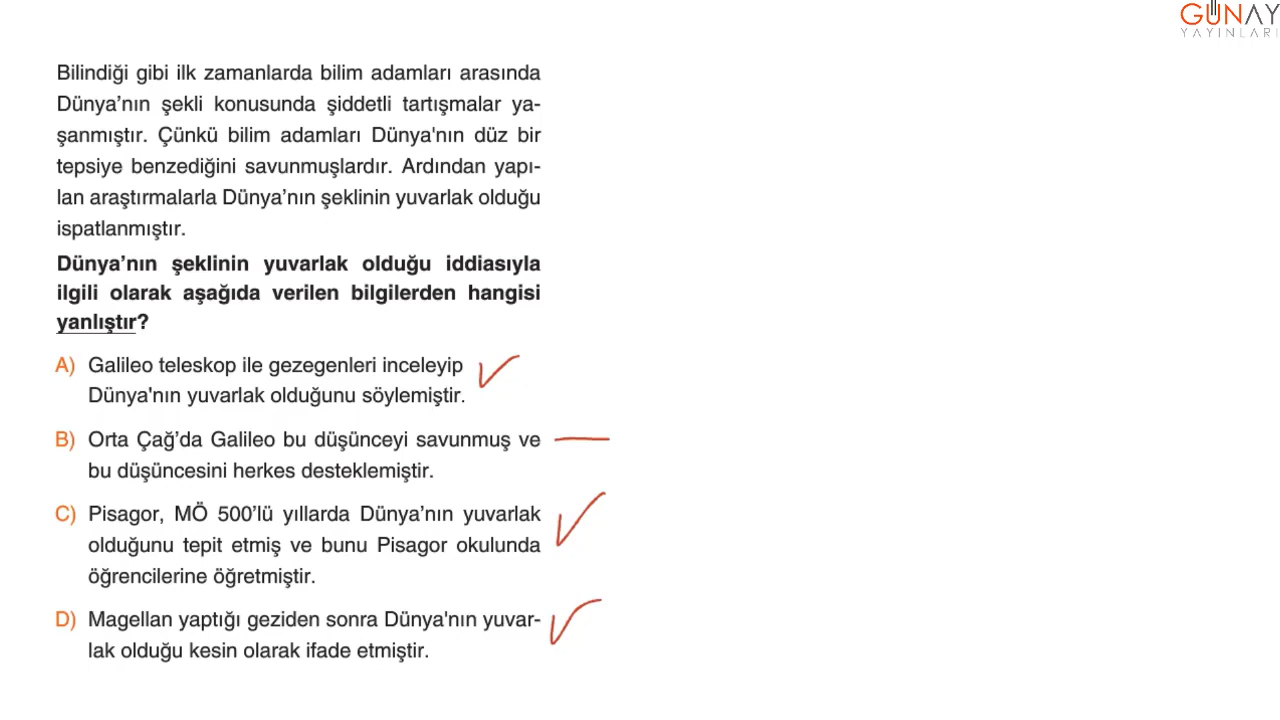 GÜNAY
YAYINLARI
Bilindiği gibi ilk zamanlarda bilim adamları arasında
Dünya’nın şekli konusunda şiddetli tartışmalar ya-
şanmıştır. Çünkü bilim adamları Dünya'nın düz bir
tepsiye benzediğini savunmuşlardır. Ardından yapı-
lan araştırmalarla Dünya’nın şeklinin yuvarlak olduğu
ispatlanmıştır.
Dünya’nın şeklinin yuvarlak olduğu iddiasıyla
ilgili olarak aşağıda verilen bilgilerden hangisi
yanlıştır?
A) Galileo teleskop ile gezegenleri inceleyip
Dünya'nın yuvarlak olduğunu söylemiştir.
B) Orta Çağ’da Galileo bu düşünceyi savunmuş ve
bu düşüncesini herkes desteklemiştir.
C) Pisagor, MÖ 500’lü yıllarda Dünya’nın yuvarlak
olduğunu tepit etmiş ve bunu Pisagor okulunda
öğrencilerine öğretmiştir.
D) Magellan yaptığı geziden sonra Dünya'nın yuvar-
lak olduğu kesin olarak ifade etmiştir.